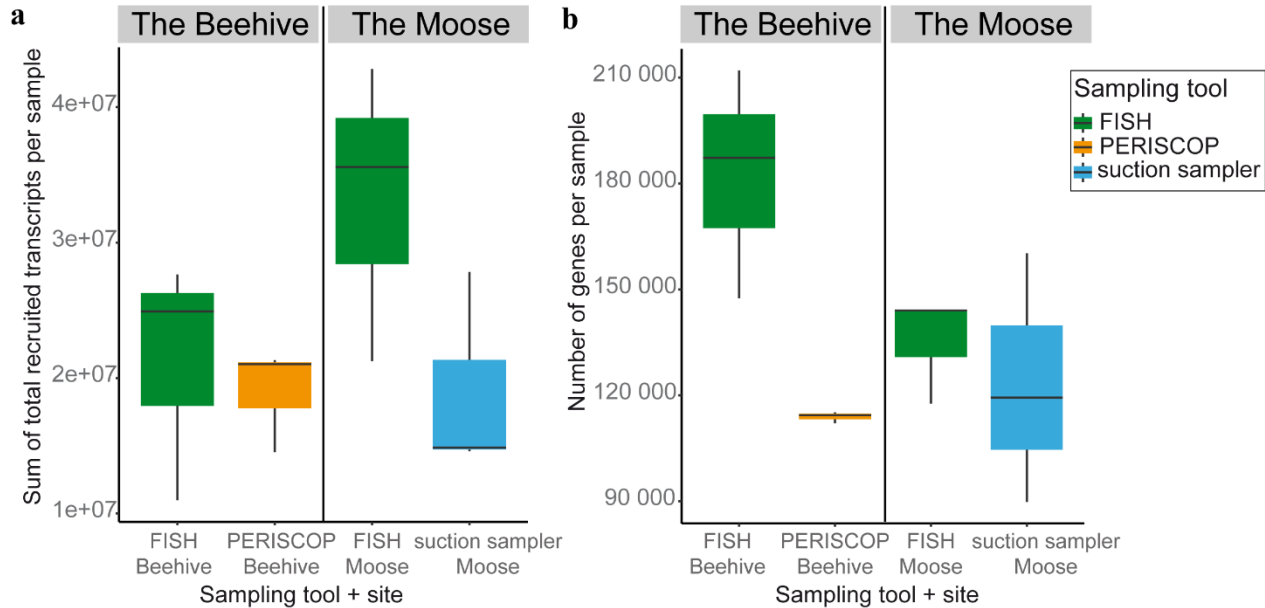 a
The Beehive
The Moose
Sum of total recruited transcripts per sample
4e+07
3e+07
2e+07
1e+07
FISH
Beehive
PERISCOP
Beehive
FISH
Moose
suction sampler
Moose
Sampling tool + site
b
The Beehive
The Moose
Number of genes per sample
210 000
180 000
150 000
120 000
90 000
FISH
Beehive
PERISCOP
Beehive
FISH
Moose
suction sampler
Moose
Sampling tool + site
Sampling tool
FISH
PERISCOP
suction sampler